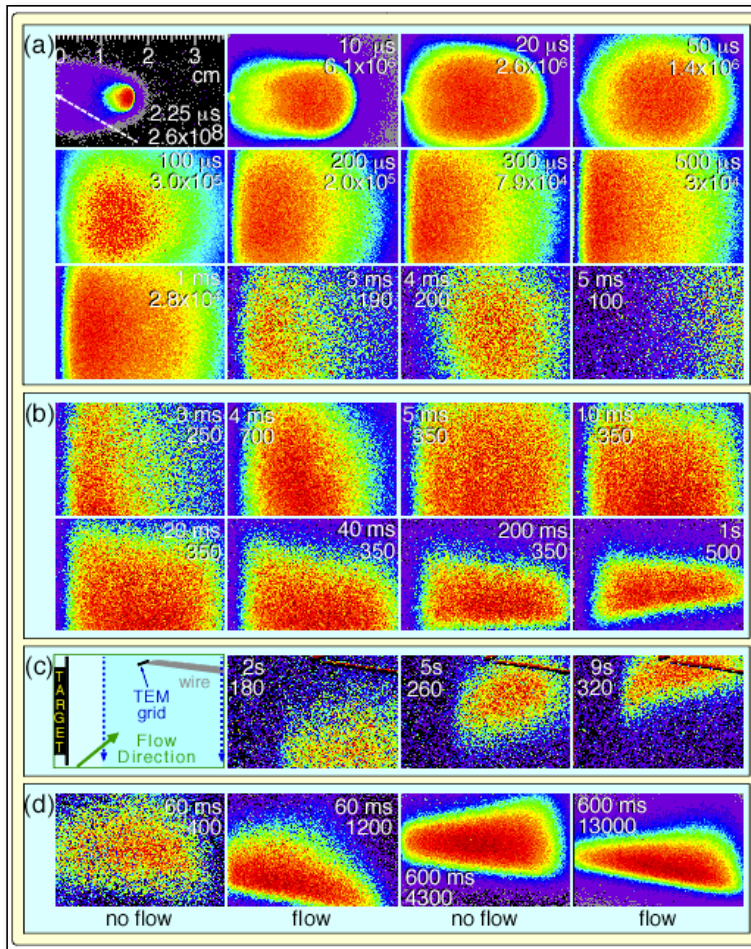 (a)
0 1 2 3
cm
2.25 μs
2.6x10⁸
10 μs
6.1x10⁶
20 μs
2.6x10⁶
50 μs
1.4x10⁶
100 μs
3.0x10⁵
200 μs
2.0x10⁵
300 μs
7.9x10⁴
500 μs
3x10⁴
1 ms
3 ms
190
4 ms
200
5 ms
100
(b)
250
4 ms
700
5 ms
350
10 ms
350
20 ms
350
40 ms
350
200 ms
350
1s
500
(c)
TARGET
wire
TEM
grid
Flow
Direction
2s
180
5s
260
9s
320
(d)
60 ms
400
60 ms
1200
600 ms
4300
600 ms
13000
no flow
flow
no flow
flow